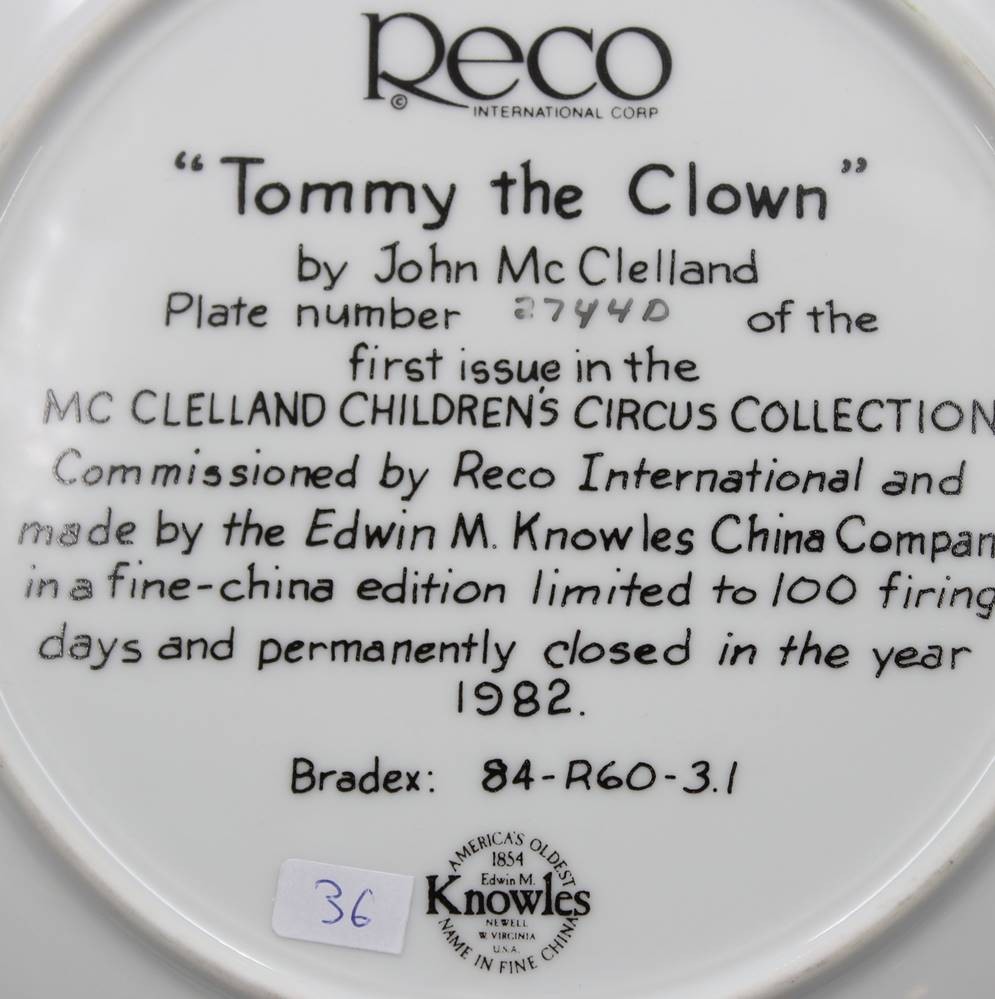 Reco
© INTERNATIONAL CORP
"Tommy the Clown"
by John Mc Clelland
Plate number 27440 of the
first issue in the
MC CLELLAND CHILDREN'S CIRCUS COLLECTION
Commissioned by Reco International and
made by the Edwin M. Knowles China Compan
in a fine-china edition limited to 100 firing
days and permanently closed in the year
1982.
Bradex: 84-R60-3.1
AMERICA'S OLDEST
1854
Edwin M.
Knowles
NEWELL
W. VIRGINIA
U.S.A.
NAME IN FINE CHINA
36